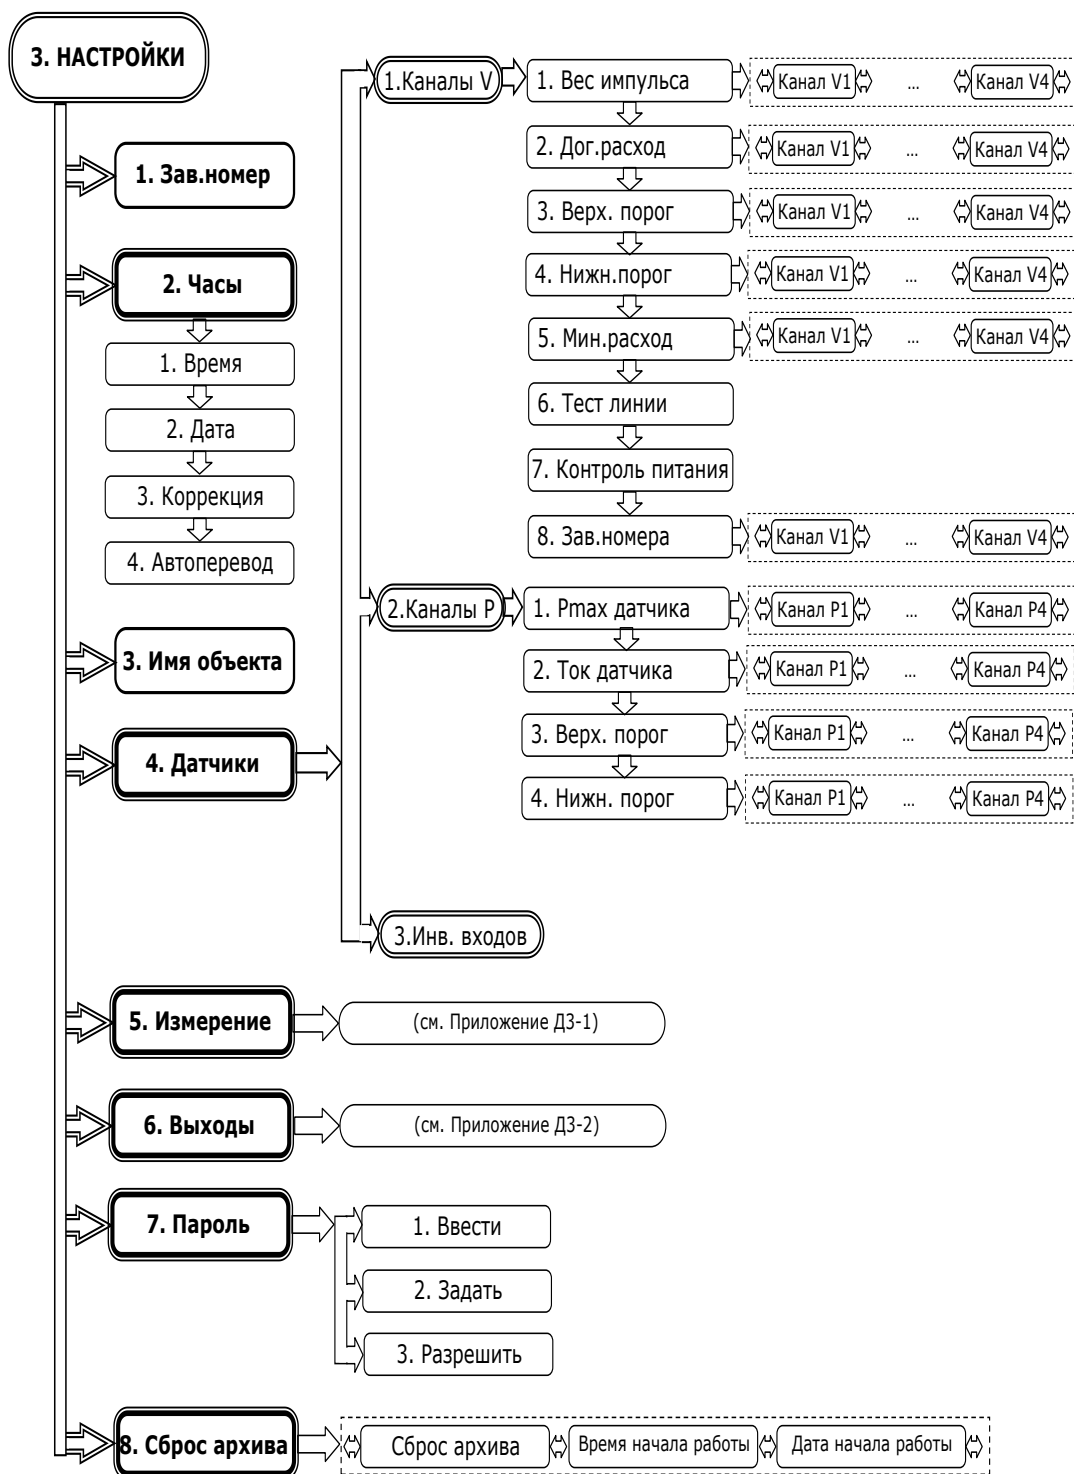 3. НАСТРОЙКИ
1. Зав.номер
2. Часы
1. Время
2. Дата
3. Коррекция
4. Автоперевод
3. Имя объекта
4. Датчики
1.Каналы V
1. Вес импульса
Канал V1 ... Канал V4
2. Дог.расход
Канал V1 ... Канал V4
3. Верх. порог
Канал V1 ... Канал V4
4. Нижн.порог
Канал V1 ... Канал V4
5. Мин.расход
Канал V1 ... Канал V4
6. Тест линии
7. Контроль питания
8. Зав.номера
Канал V1 ... Канал V4
2.Каналы P
1. Pmax датчика
Канал P1 ... Канал P4
2. Ток датчика
Канал P1 ... Канал P4
3. Верх. порог
Канал P1 ... Канал P4
4. Нижн. порог
Канал P1 ... Канал P4
3.Инв. входов
5. Измерение
(см. Приложение Д3-1)
6. Выходы
(см. Приложение Д3-2)
7. Пароль
1. Ввести
2. Задать
3. Разрешить
8. Сброс архива
Сброс архива
Время начала работы
Дата начала работы